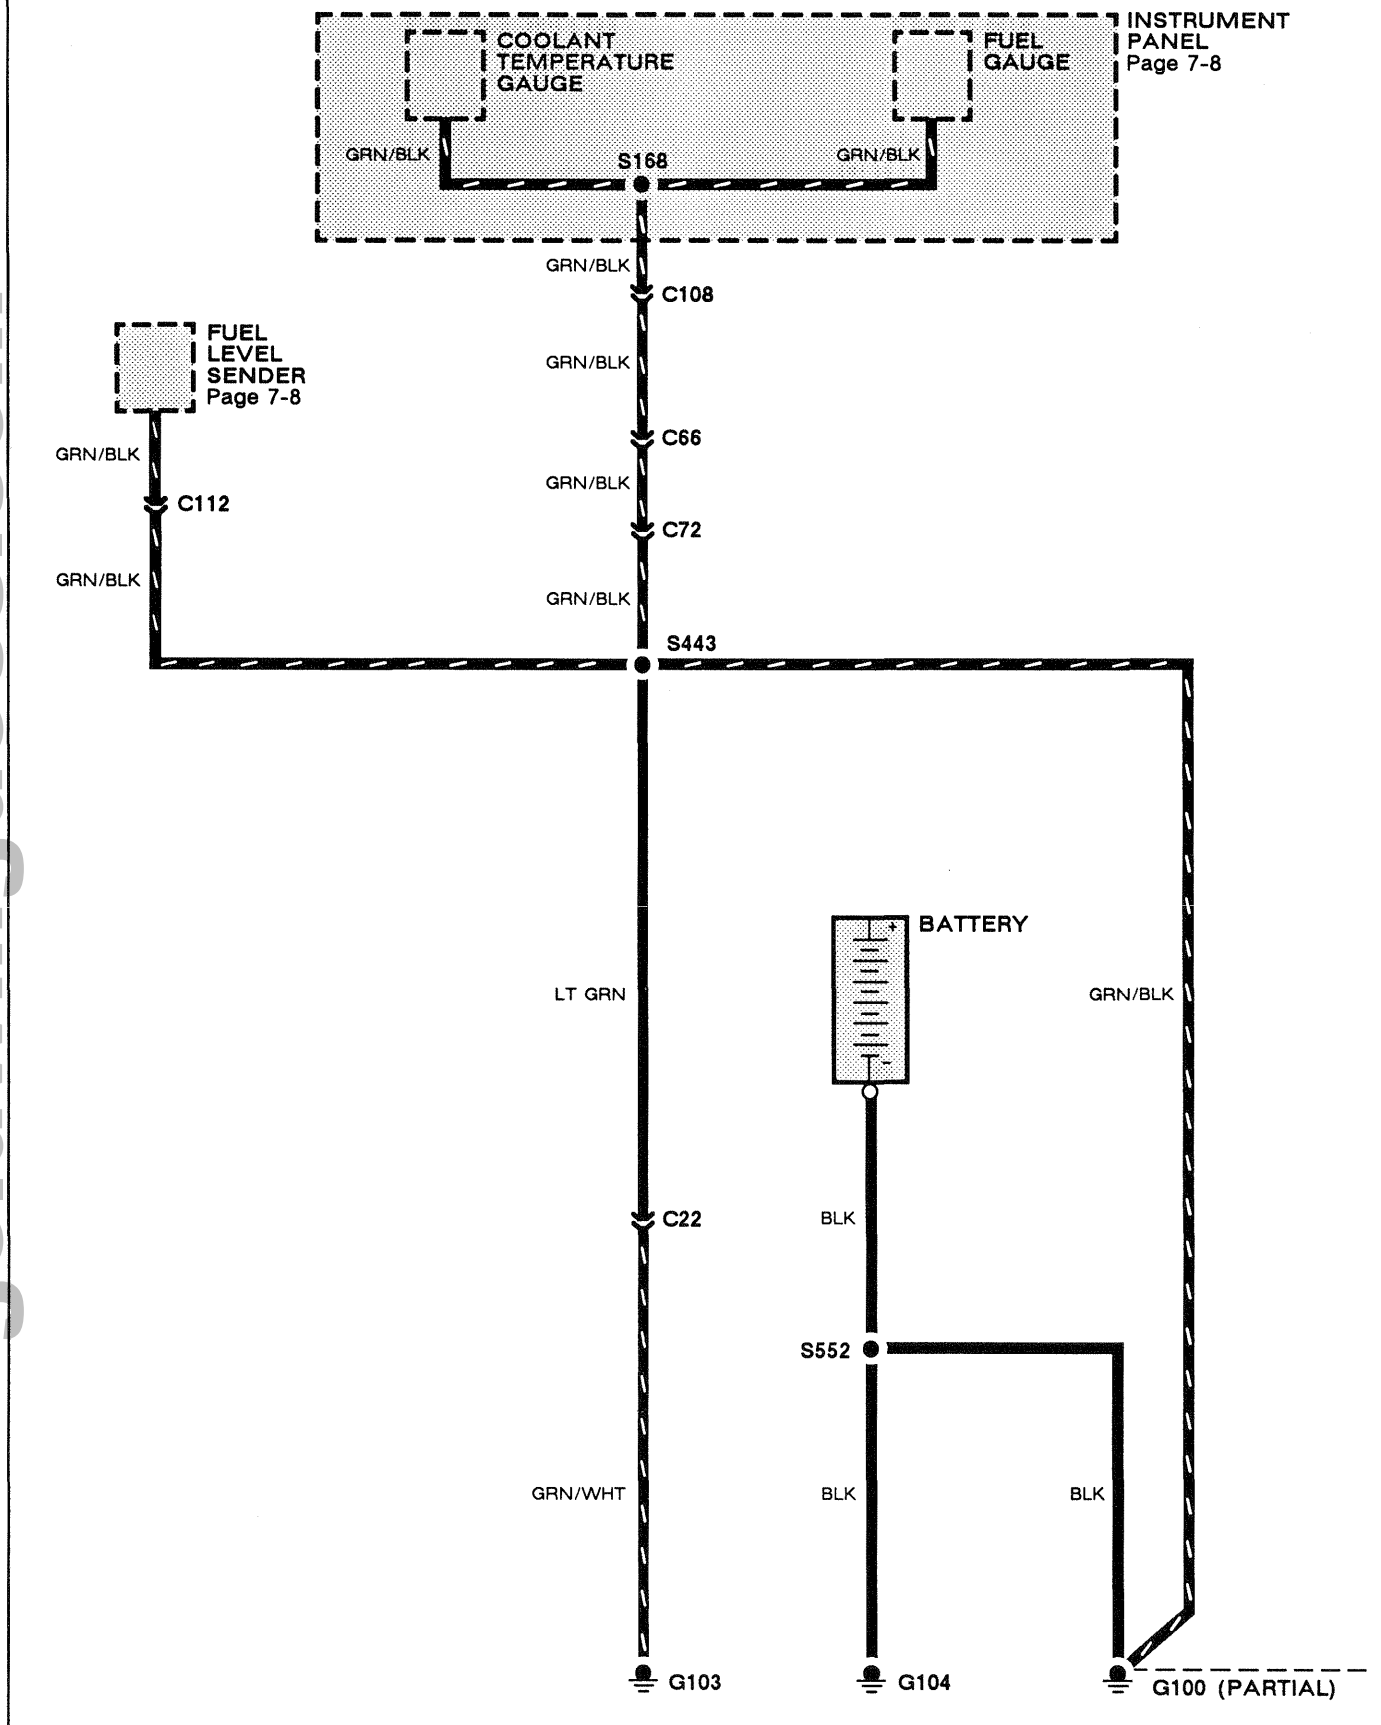 INSTRUMENT
PANEL
Page 7-8
COOLANT
TEMPERATURE
GAUGE
FUEL
GAUGE
GRN/BLK
S168
GRN/BLK
GRN/BLK
C108
FUEL
LEVEL
SENDER
Page 7-8
GRN/BLK
C66
GRN/BLK
GRN/BLK
C112
C72
GRN/BLK
GRN/BLK
S443
BATTERY
+
-
LT GRN
GRN/BLK
C22
BLK
S552
GRN/WHT
BLK
BLK
G103
G104
G100 (PARTIAL)